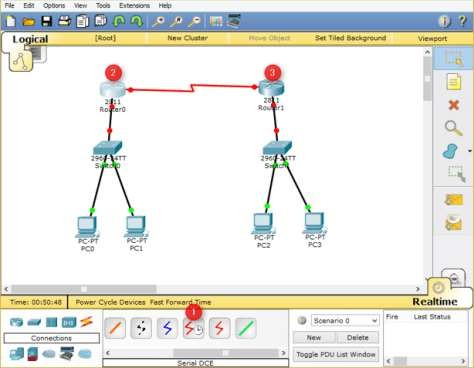 File Edit Options View Tools Extensions Help
Logical [Root] New Cluster Move Object Set Tiled Background Viewport
2 3
2811
Router0
2811
Router1
2960-24TT
Switch0
2960-24TT
PC-PT
PC0
PC-PT
PC1
PC-PT
PC2
PC-PT
PC3
Time: 00:50:48 Power Cycle Devices Fast Forward Time Realtime
1
Connections
Serial DCE
Scenario 0
New Delete
Toggle PDU List Window
Fire Last Status